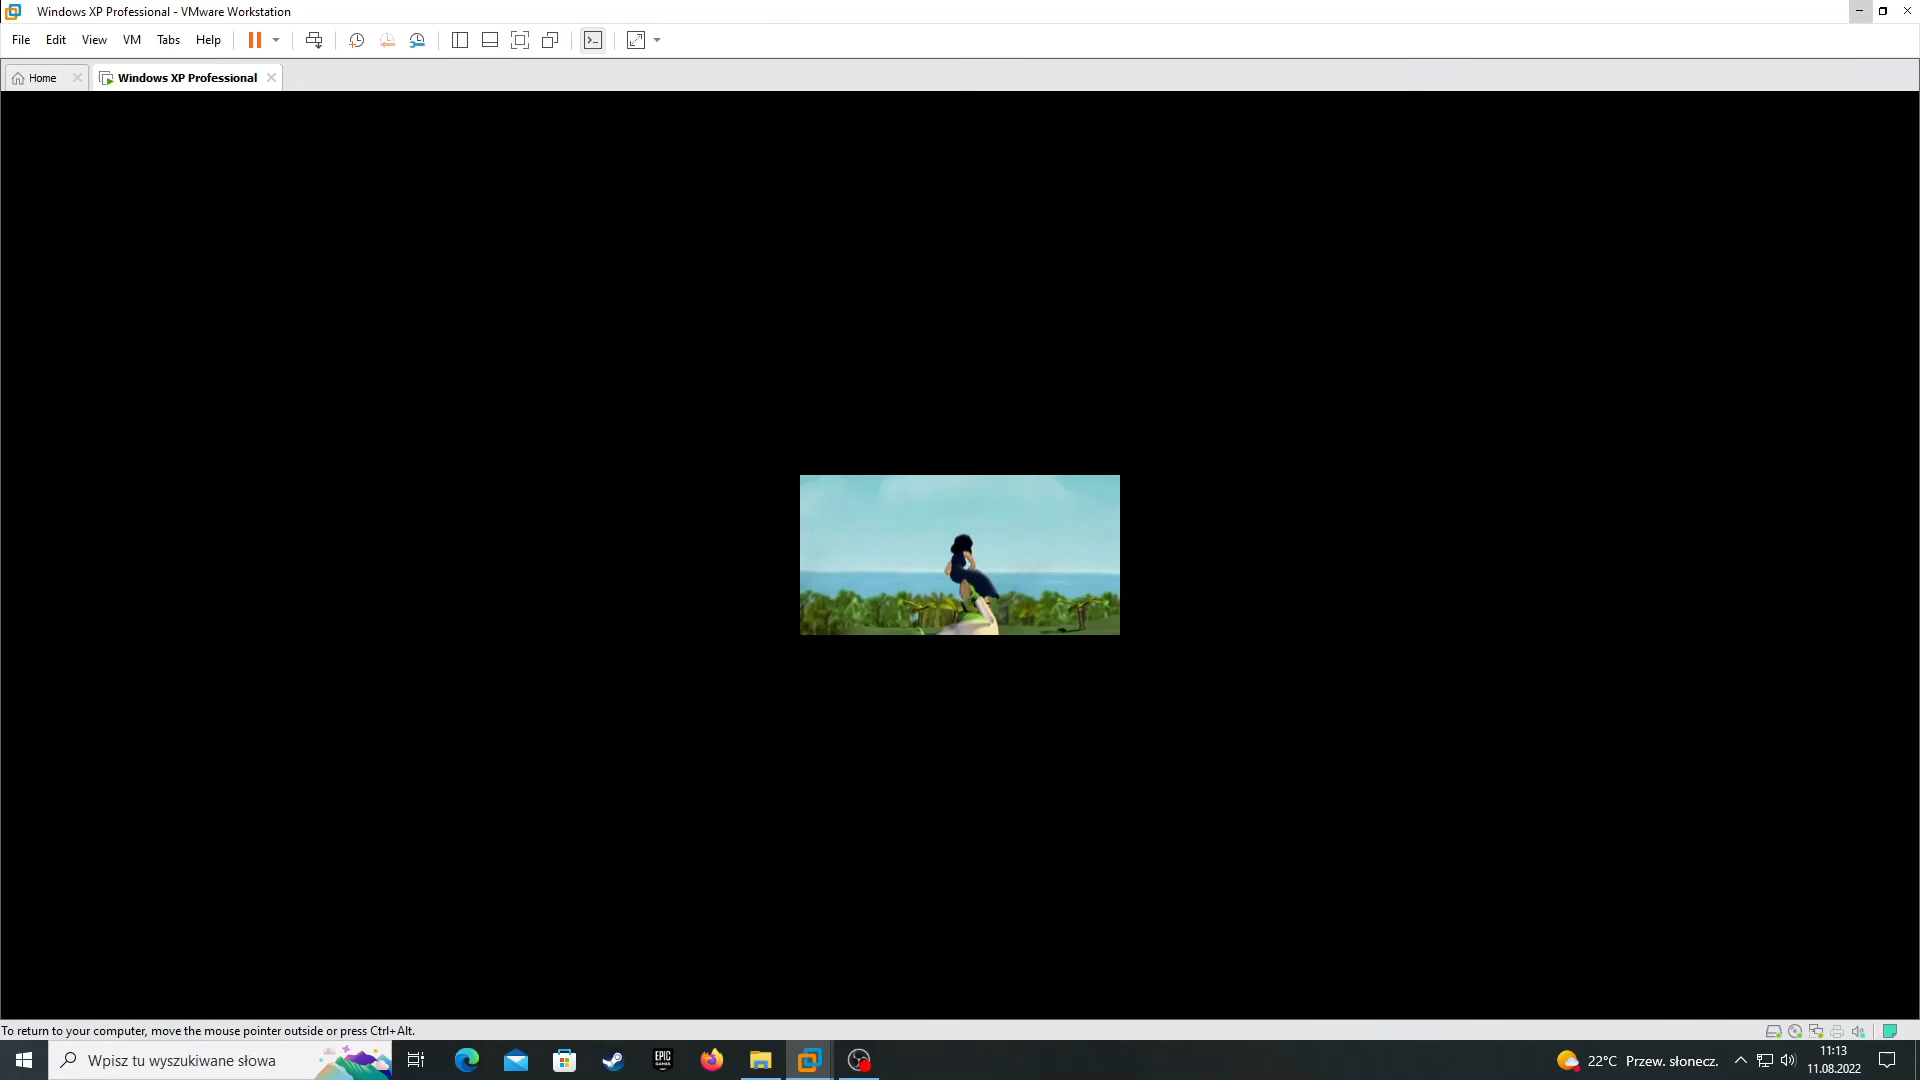 Windows XP Professional - VMware Workstation
File Edit View VM Tabs Help
Home Windows XP Professional
To return to your computer, move the mouse pointer outside or press Ctrl+Alt.
Wpisz tu wyszukiwane słowa
EPIC
GAMES
22°C Przew. słonecz.
11:13
11.08.2022